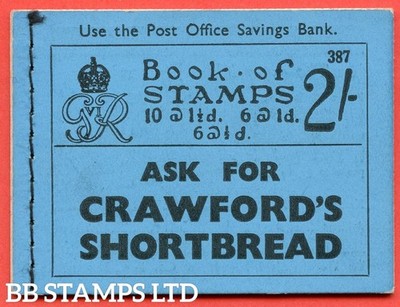 Use the Post Office Savings Bank.
387
Book of
STAMPS 2/-
10 @ 1½d. 6 @ 1d.
6 @ ½d.
G VI R
ASK FOR
CRAWFORD'S
SHORTBREAD
BB STAMPS LTD